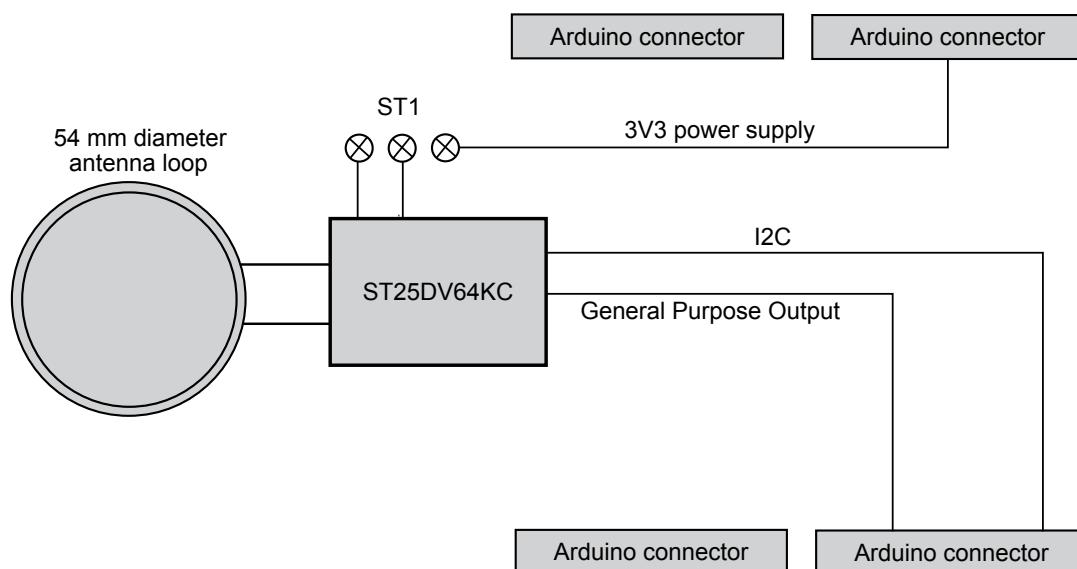 Arduino connector
Arduino connector
ST1
3V3 power supply
54 mm diameter
antenna loop
I2C
ST25DV64KC
General Purpose Output
Arduino connector
Arduino connector